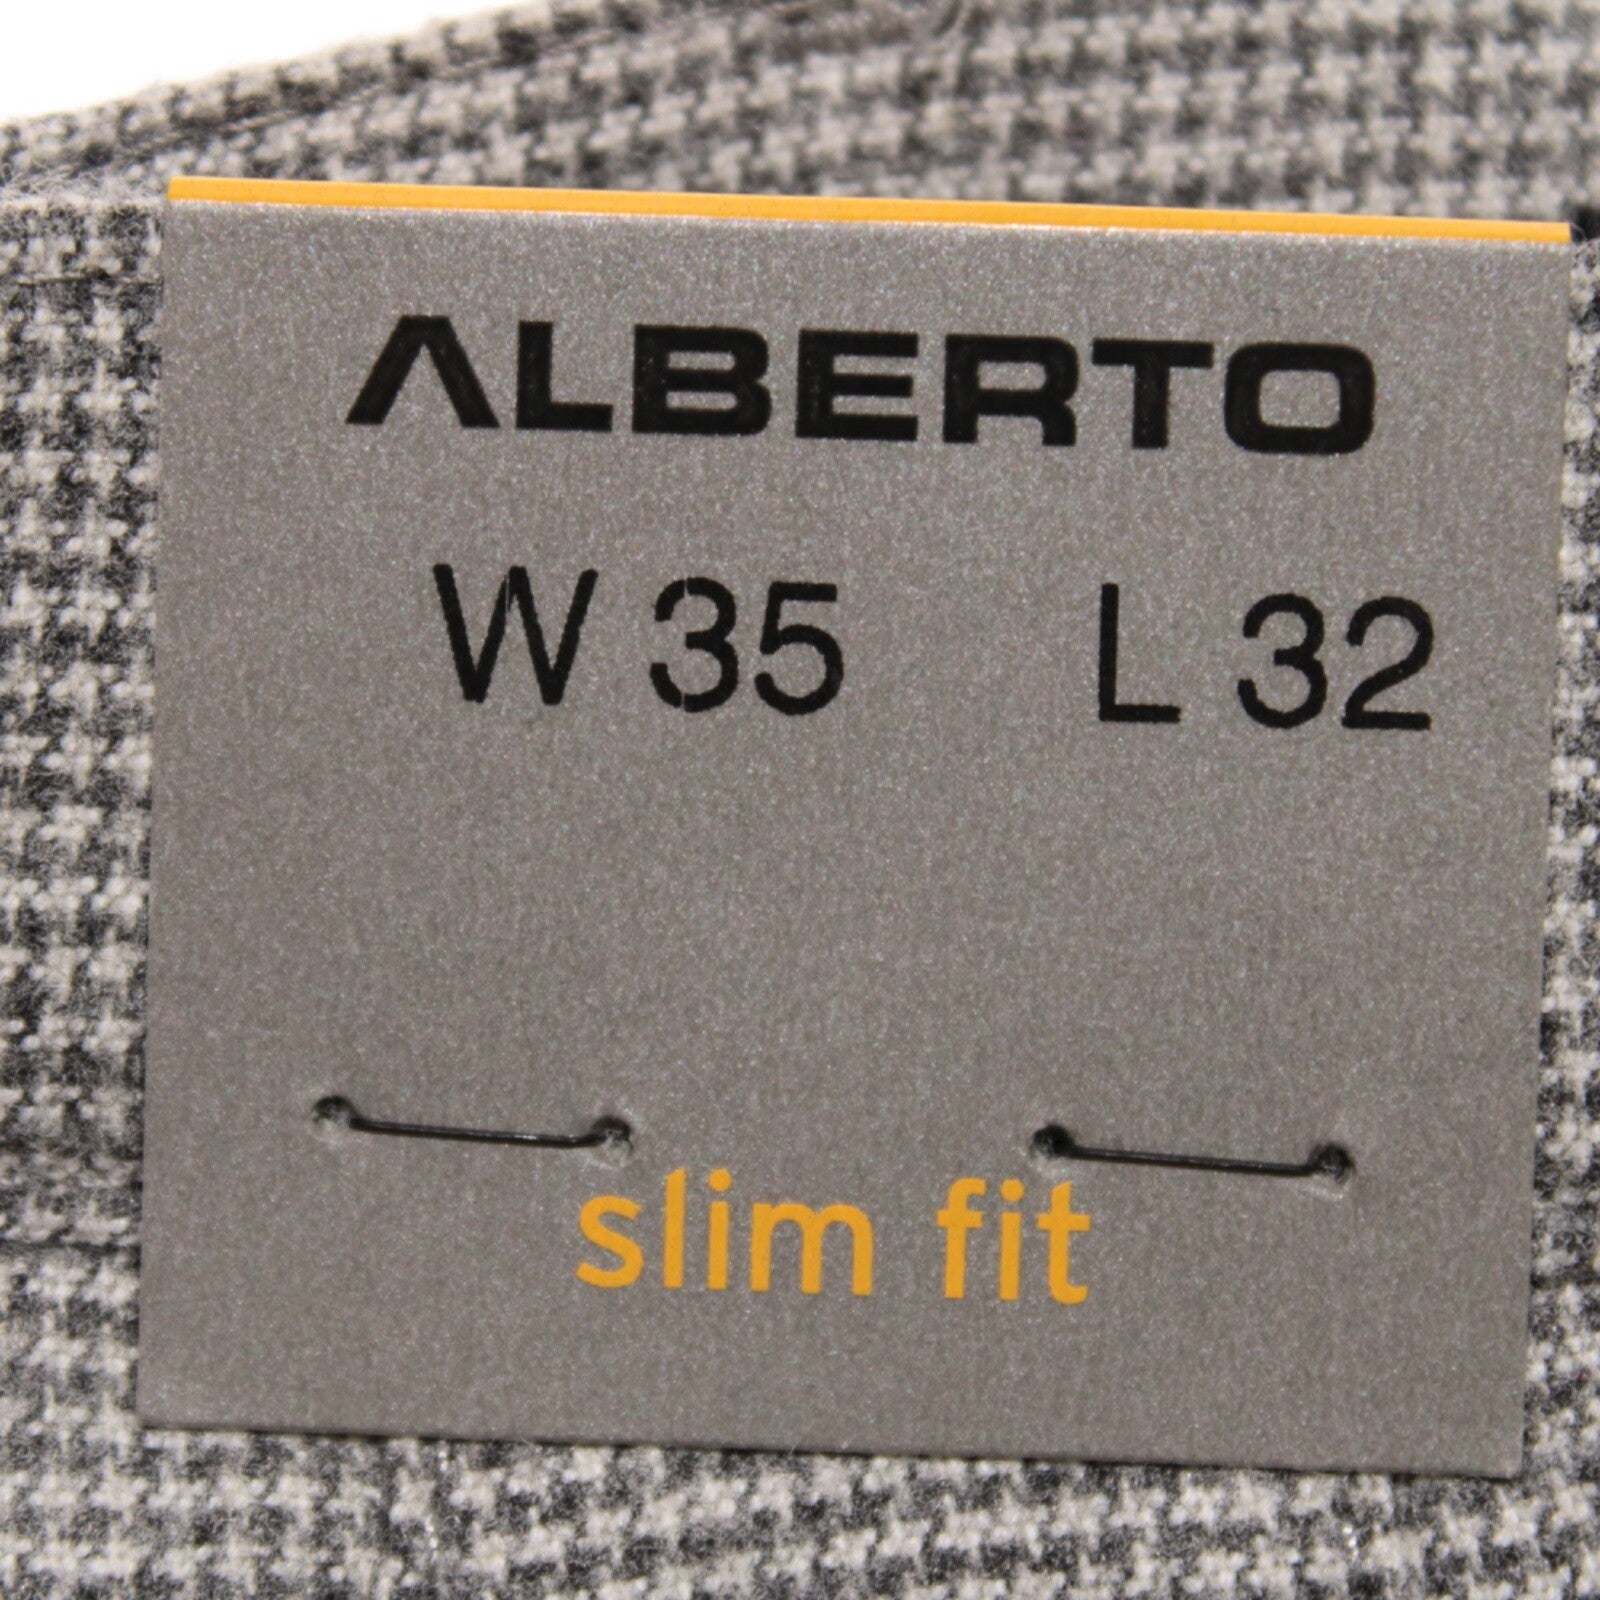 ALBERTO
W 35 L 32
slim fit